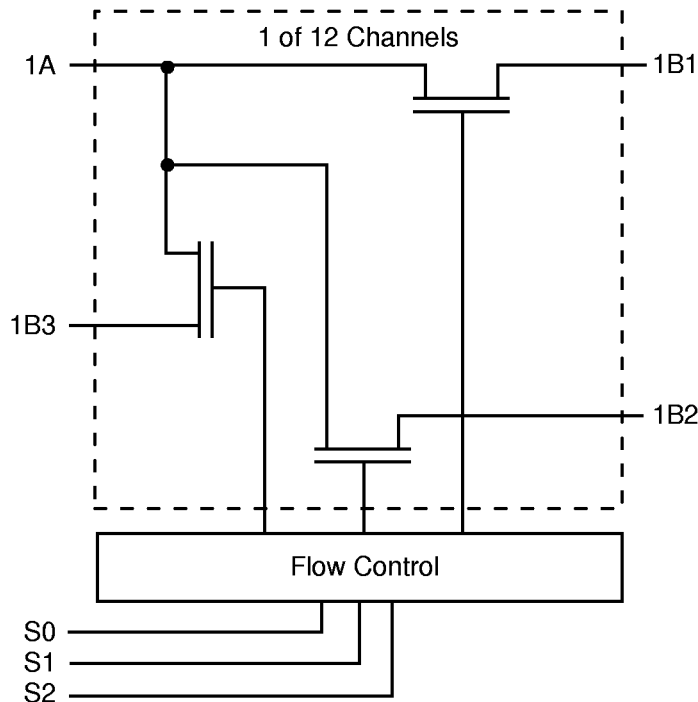 1 of 12 Channels
1A
1B1
1B3
1B2
Flow Control
S0
S1
S2